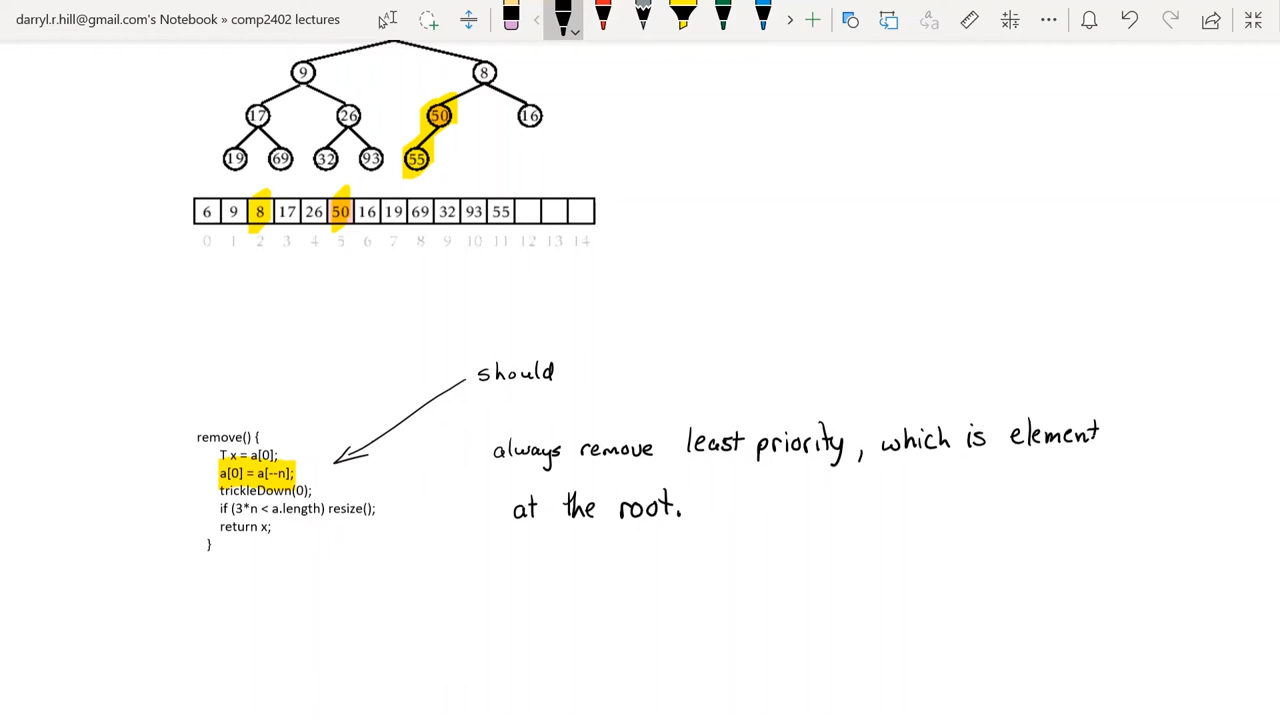 darryl.r.hill@gmail.com's Notebook » comp2402 lectures
9 8
17 26 50 16
19 69 32 93 55
6 9 8 17 26 50 16 19 69 32 93 55
0 1 2 3 4 5 6 7 8 9 10 11 12 13 14
should
remove() {
T x = a[0];
a[0] = a[--n];
trickleDown(0);
if (3*n < a.length) resize();
return x;
}
always remove least priority, which is element
at the root.